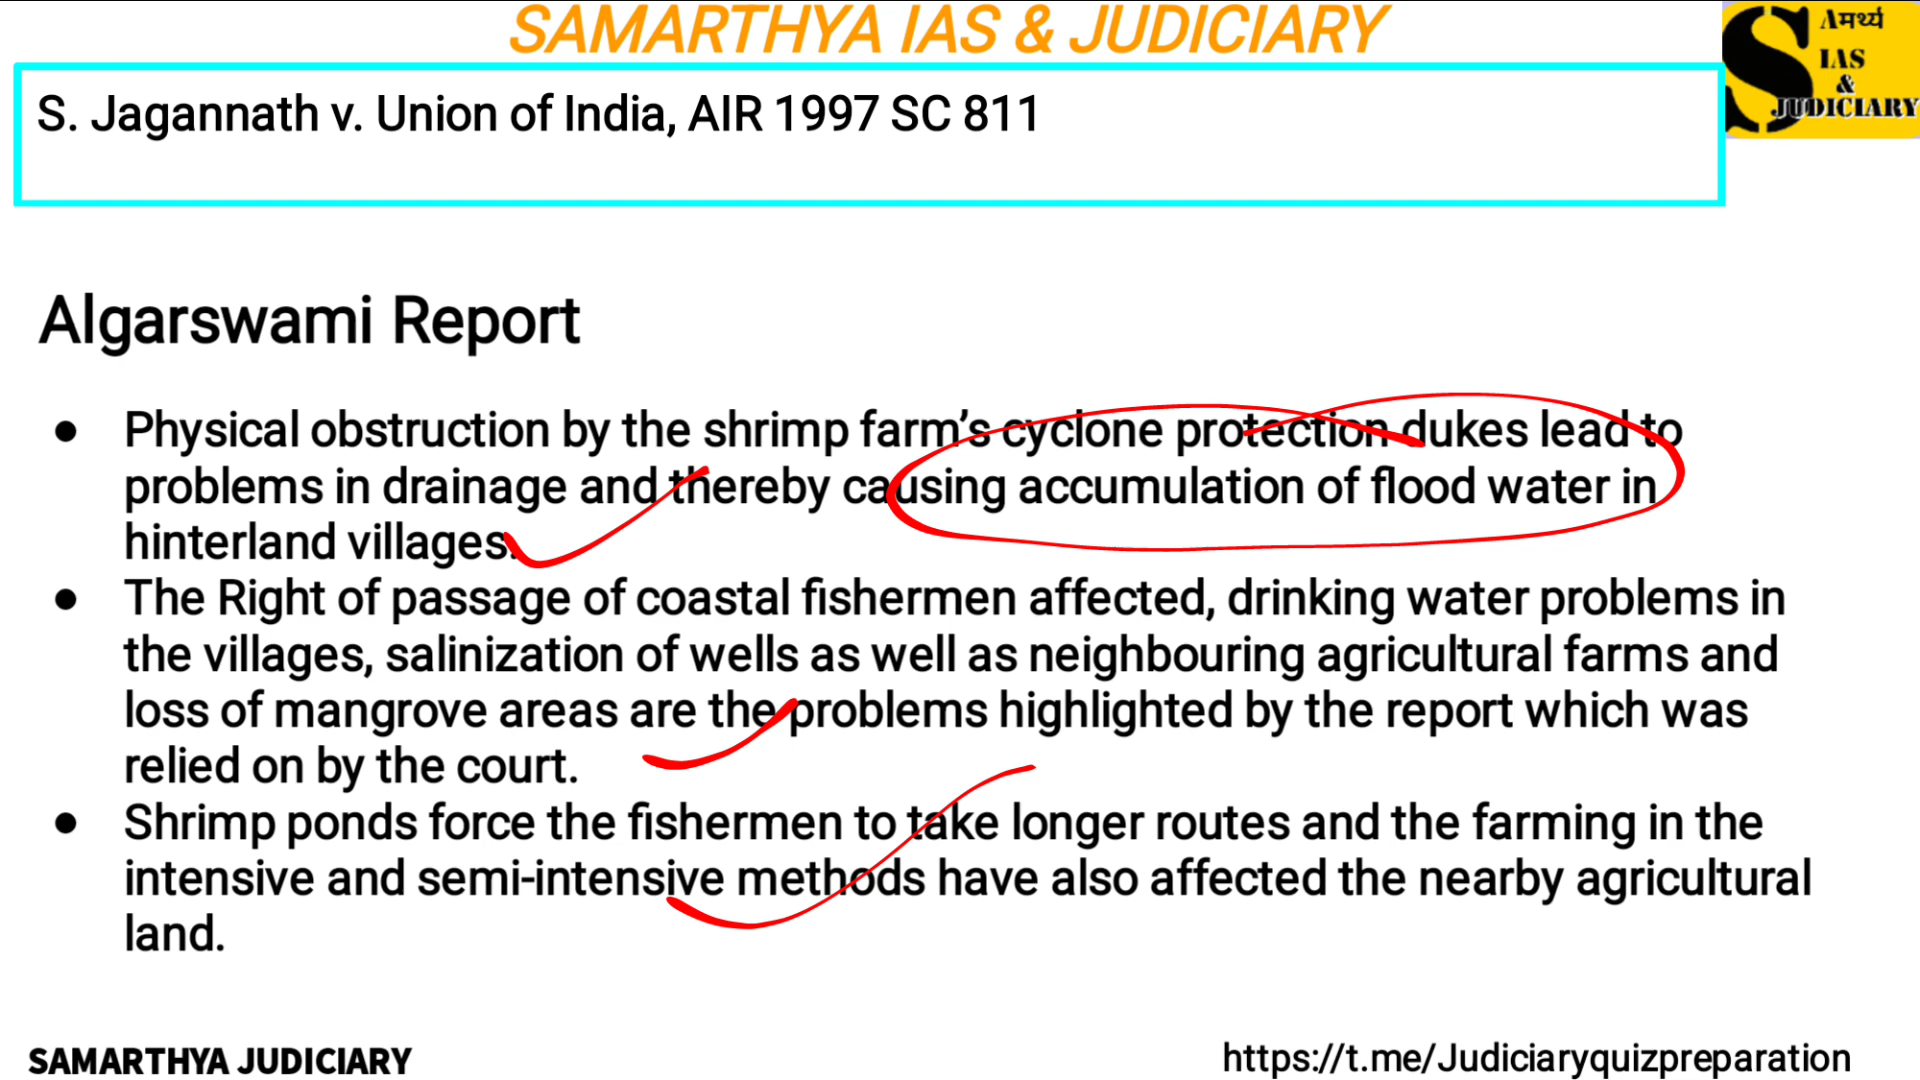 SAMARTHYA IAS & JUDICIARY
Aमर्थ्य
IAS
&
JUDICIARY
S. Jagannath v. Union of India, AIR 1997 SC 811
Algarswami Report
● Physical obstruction by the shrimp farm’s cyclone protection dukes lead to
problems in drainage and thereby causing accumulation of flood water in
hinterland villages.
● The Right of passage of coastal fishermen affected, drinking water problems in
the villages, salinization of wells as well as neighbouring agricultural farms and
loss of mangrove areas are the problems highlighted by the report which was
relied on by the court.
● Shrimp ponds force the fishermen to take longer routes and the farming in the
intensive and semi-intensive methods have also affected the nearby agricultural
land.
SAMARTHYA JUDICIARY
https://t.me/Judiciaryquizpreparation